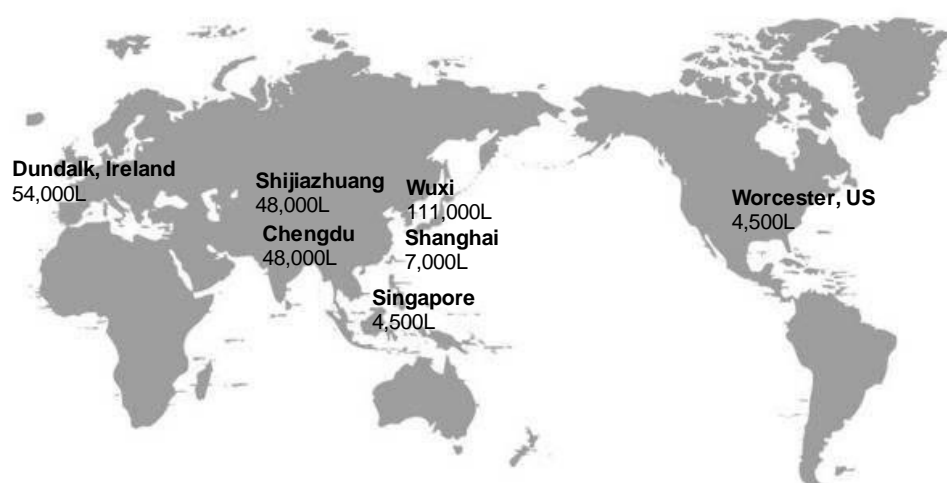 Dundalk, Ireland
54,000L
Shijiazhuang
48,000L
Wuxi
111,000L
Worcester, US
4,500L
Chengdu
48,000L
Shanghai
7,000L
Singapore
4,500L